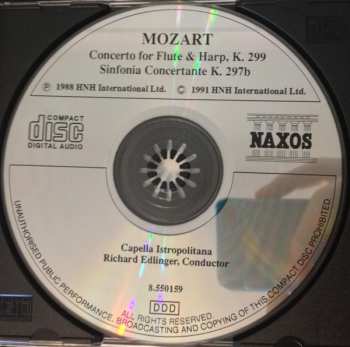 MOZART
Concerto for Flute & Harp, K. 299
Sinfonia Concertante K. 297b
Ⓟ 1988 HNH International Ltd. © 1991 HNH International Ltd.
COMPACT
disc
DIGITAL AUDIO
NAXOS
Capella Istropolitana
Richard Edlinger, Conductor
8.550159
DDD
ALL RIGHTS RESERVED
UNAUTHORISED PUBLIC PERFORMANCE, BROADCASTING AND COPYING OF THIS COMPACT DISC PROHIBITED.